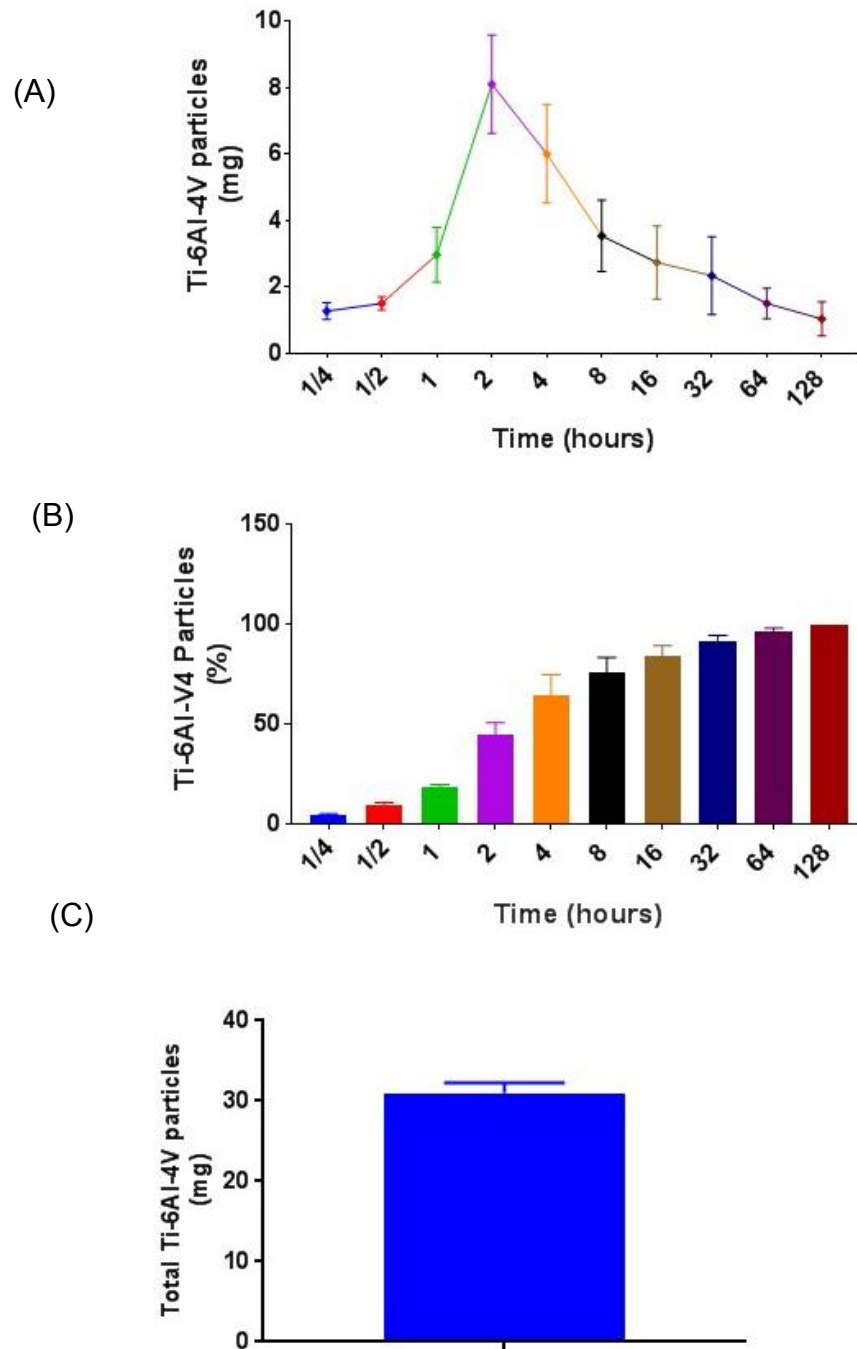 (A)
Ti-6Al-4V particles
(mg)
10
8
6
4
2
0
1/4 1/2 1 2 4 8 16 32 64 128
Time (hours)
(B)
Ti-6Al-V4 Particles
(%)
150
100
50
0
1/4 1/2 1 2 4 8 16 32 64 128
Time (hours)
(C)
Total Ti-6Al-4V particles
(mg)
40
30
20
10
0